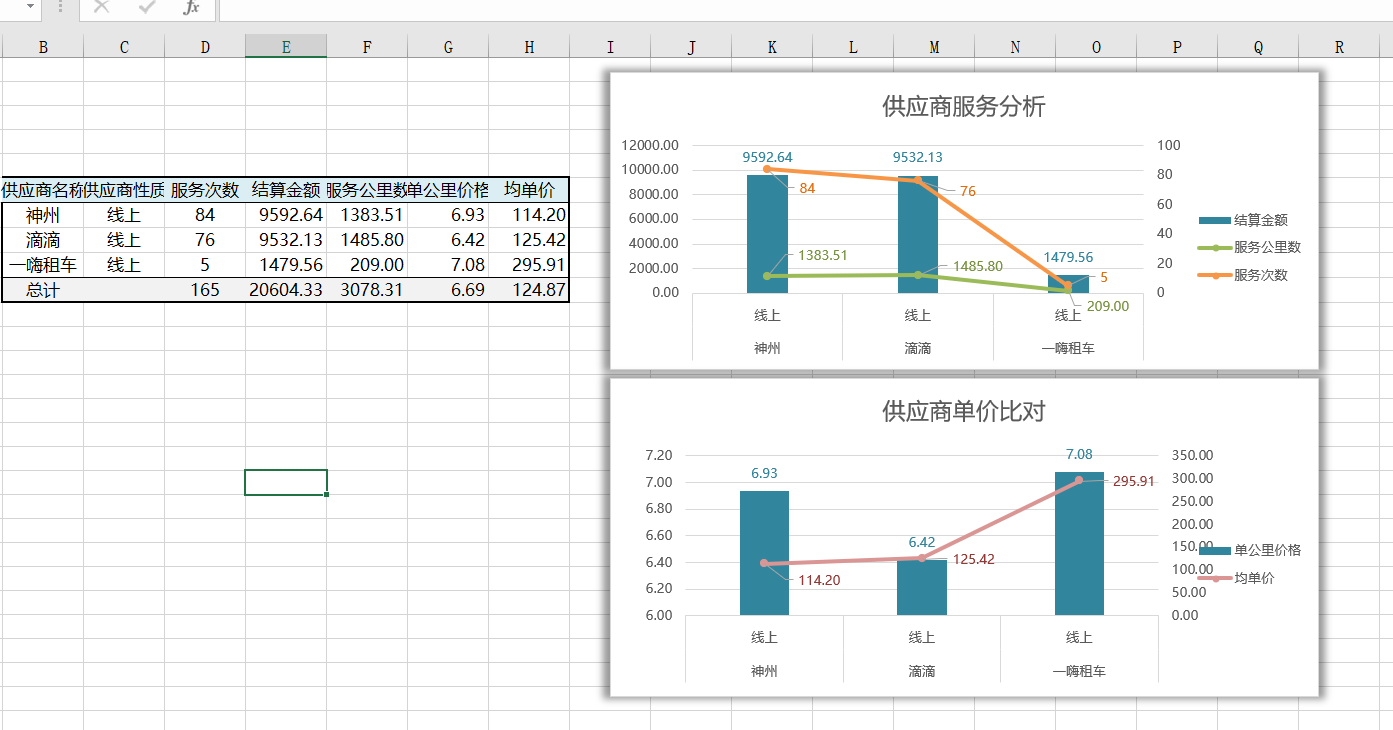 fx
B C D E F G H I J K L M N O P Q R
供应商名称 供应商性质 服务次数 结算金额 服务公里数 单公里价格 均单价
神州 线上 84 9592.64 1383.51 6.93 114.20
滴滴 线上 76 9532.13 1485.80 6.42 125.42
一嗨租车 线上 5 1479.56 209.00 7.08 295.91
总计 165 20604.33 3078.31 6.69 124.87
供应商服务分析
12000.00
10000.00
8000.00
6000.00
4000.00
2000.00
0.00
9592.64
9532.13
1479.56
84
76
5
1383.51
1485.80
209.00
100
80
60
40
20
0
线上 线上 线上
神州 滴滴 一嗨租车
结算金额
服务公里数
服务次数
供应商单价比对
7.20
7.00
6.80
6.60
6.40
6.20
6.00
6.93
6.42
7.08
114.20
125.42
295.91
350.00
300.00
250.00
200.00
150.00
100.00
50.00
0.00
线上 线上 线上
神州 滴滴 一嗨租车
单公里价格
均单价